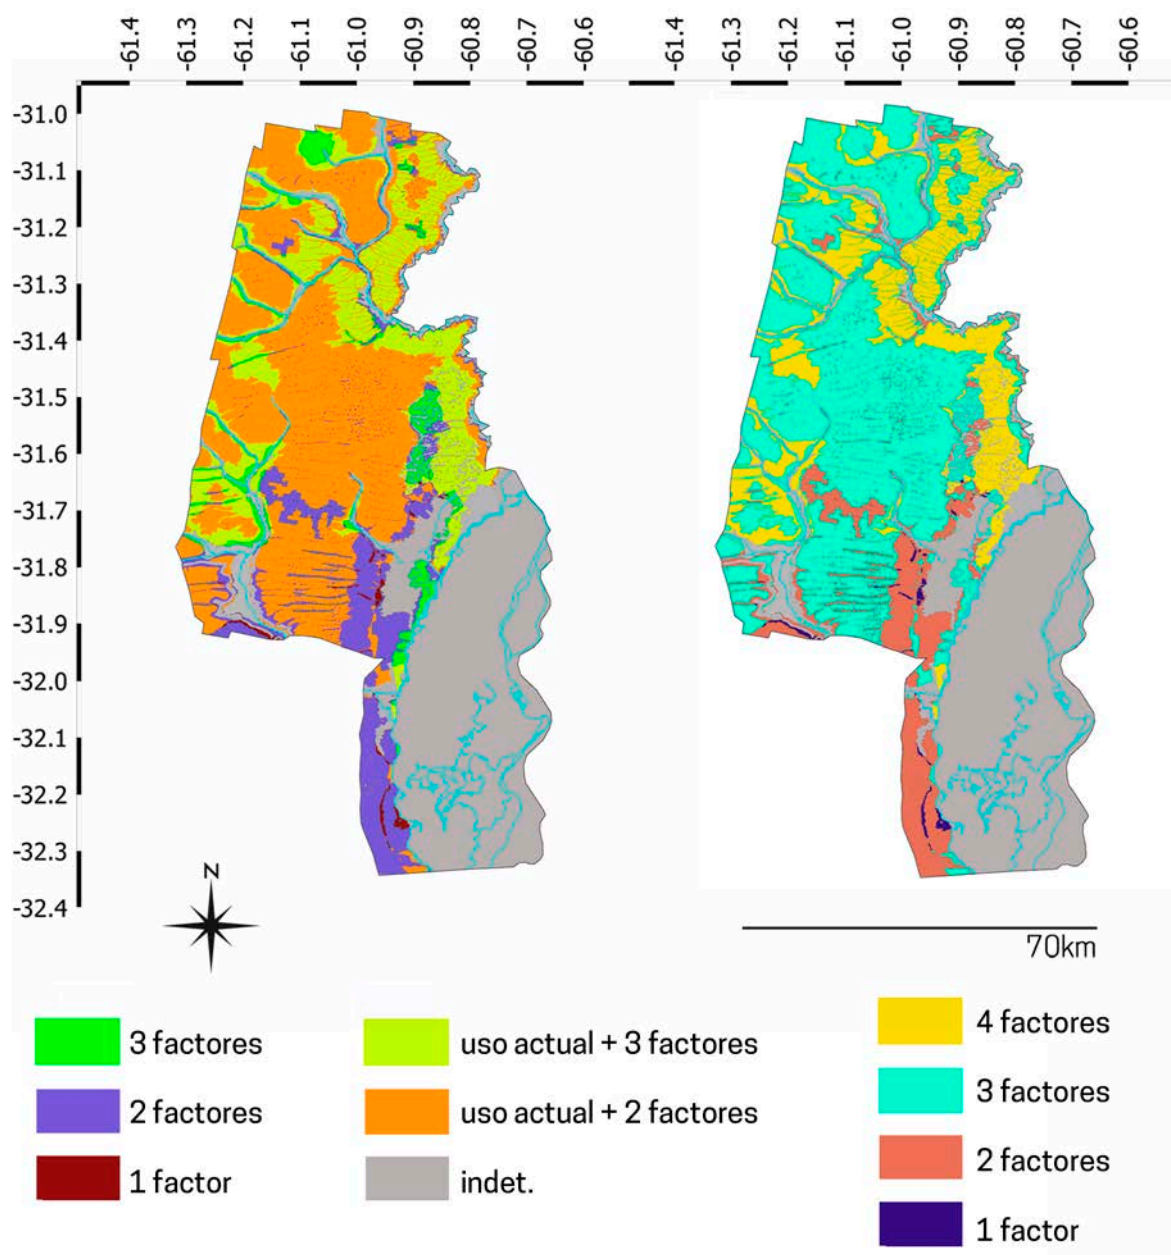 -61.4 -61.3 -61.2 -61.1 -61.0 -60.9 -60.8 -60.7 -60.6 -61.4 -61.3 -61.2 -61.1 -61.0 -60.9 -60.8 -60.7 -60.6
-31.0
-31.1
-31.2
-31.3
-31.4
-31.5
-31.6
-31.7
-31.8
-31.9
-32.0
-32.1
-32.2
-32.3
-32.4
N
70km
3 factores
2 factores
1 factor
uso actual + 3 factores
uso actual + 2 factores
indet.
4 factores
3 factores
2 factores
1 factor